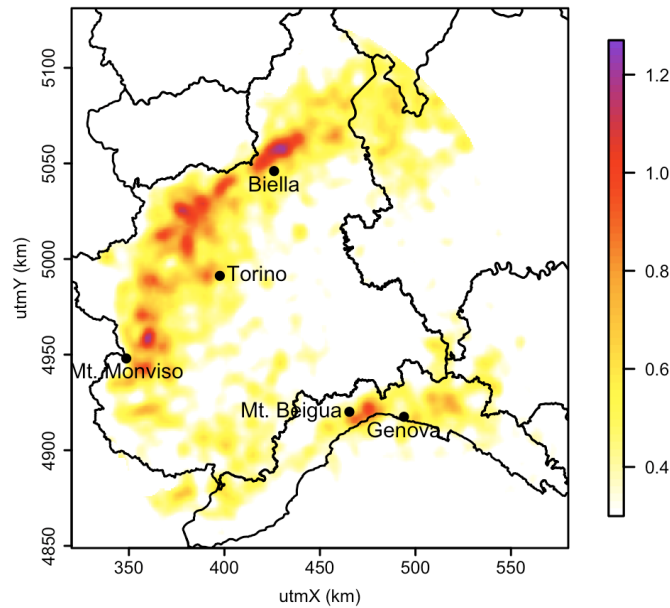 5100
5050
5000
4950
4900
4850
utmY (km)
Biella
Torino
Mt. Monviso
Mt. Beigua
Genova
350
400
450
500
550
utmX (km)
1.2
1.0
0.8
0.6
0.4